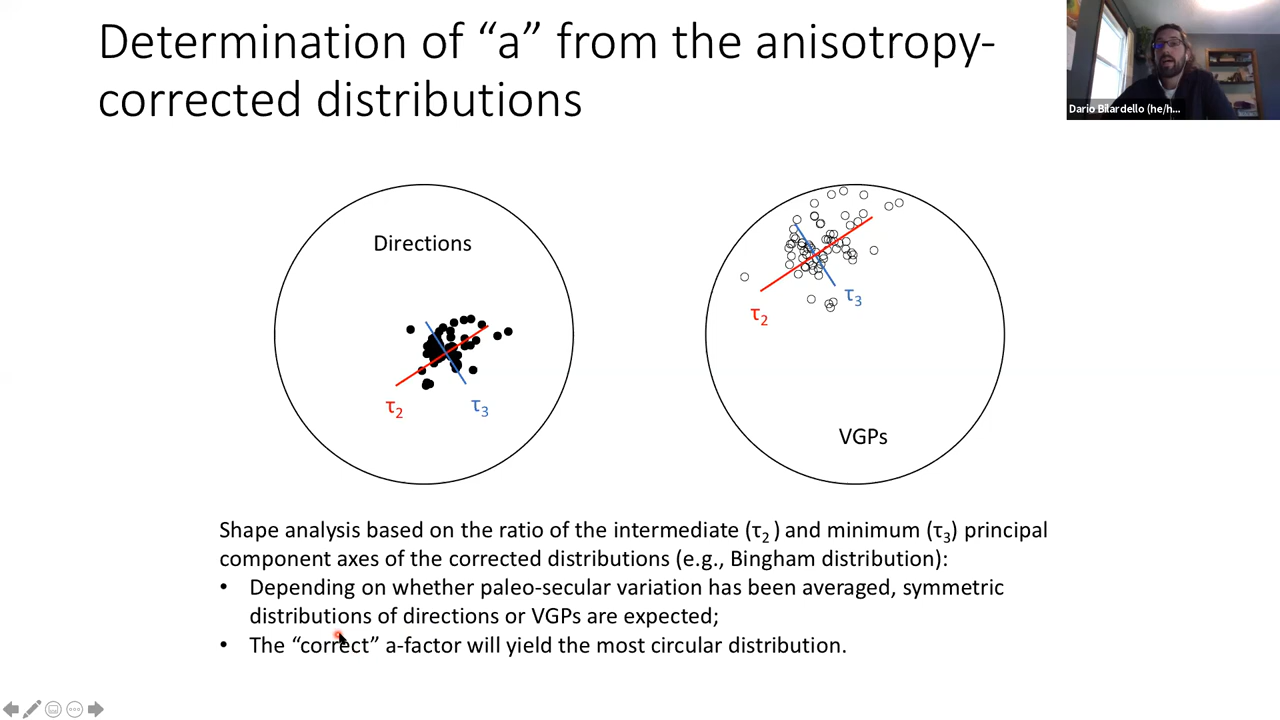 Determination of “a” from the anisotropy-
corrected distributions
Dario Bilardello (he/h...
Directions
τ2
τ3
τ2
τ3
VGPs
Shape analysis based on the ratio of the intermediate (τ2 ) and minimum (τ3) principal
component axes of the corrected distributions (e.g., Bingham distribution):
• Depending on whether paleo-secular variation has been averaged, symmetric
distributions of directions or VGPs are expected;
• The “correct” a-factor will yield the most circular distribution.